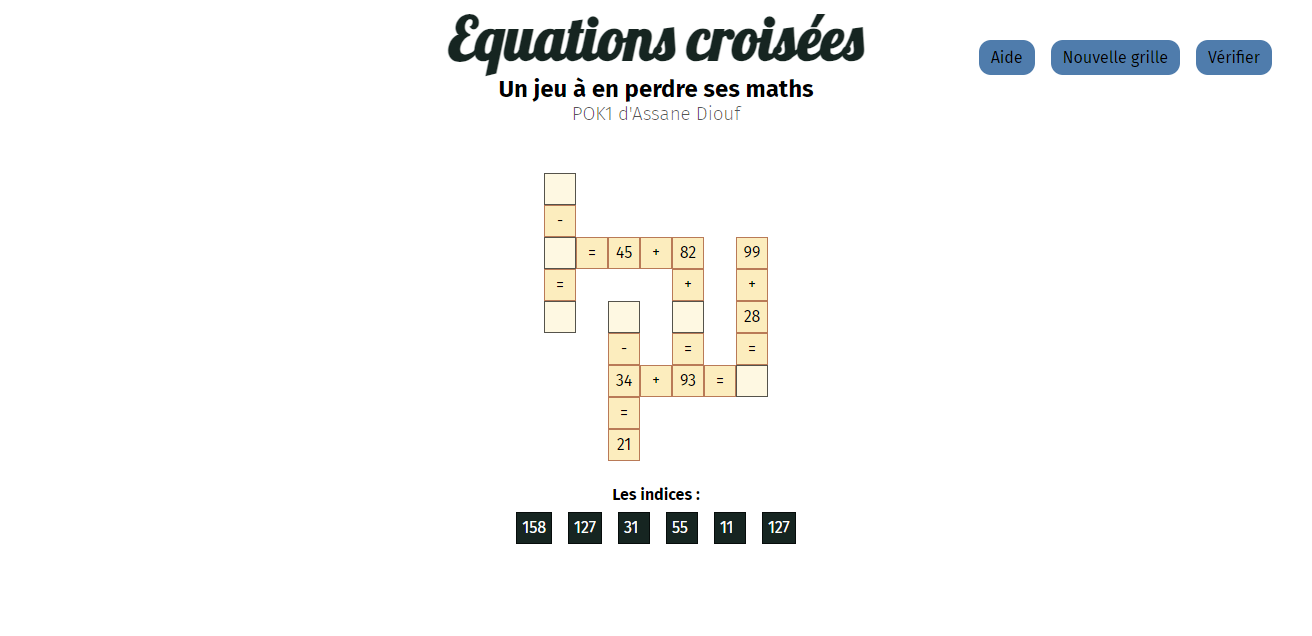 Equations croisées
Un jeu à en perdre ses maths
POK1 d'Assane Diouf
Aide Nouvelle grille Vérifier
-
= 45 + 82 99
= + +
28
- = =
34 + 93 =
=
21
Les indices :
158 127 31 55 11 127